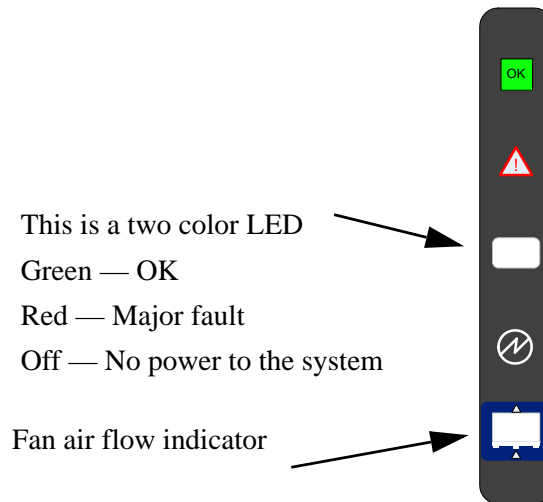 OK
!
This is a two color LED
Green — OK
Red — Major fault
Off — No power to the system
Fan air flow indicator